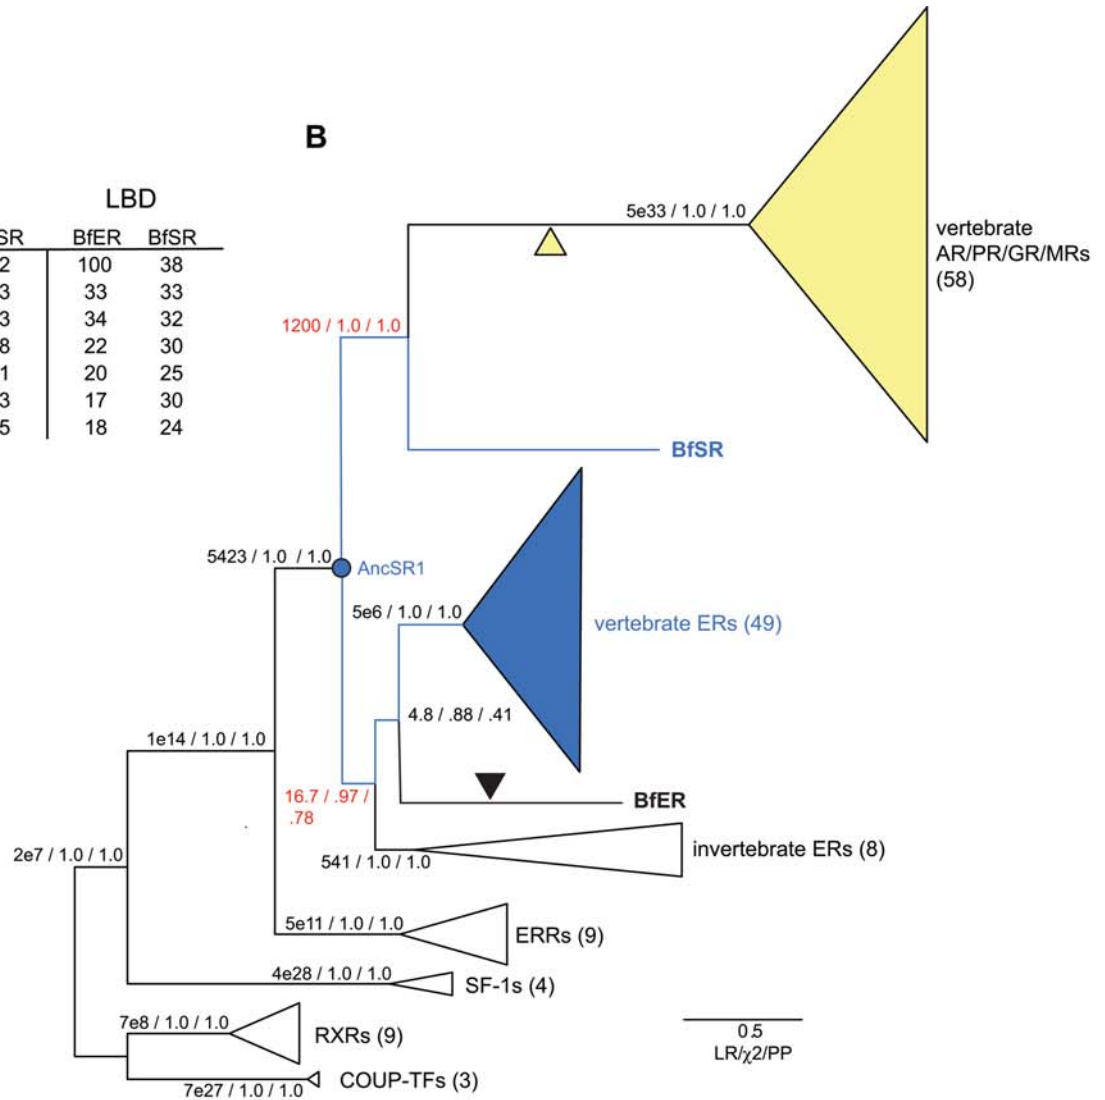 B
LBD
SR BfER BfSR
2 100 38
3 33 33
3 34 32
8 22 30
1 20 25
3 17 30
5 18 24
5e33 / 1.0 / 1.0
vertebrate
AR/PR/GR/MRs
(58)
1200 / 1.0 / 1.0
BfSR
5423 / 1.0 / 1.0
AncSR1
5e6 / 1.0 / 1.0
vertebrate ERs (49)
4.8 / .88 / .41
1e14 / 1.0 / 1.0
16.7 / .97 /
.78
BfER
2e7 / 1.0 / 1.0
541 / 1.0 / 1.0
invertebrate ERs (8)
5e11 / 1.0 / 1.0
ERRs (9)
4e28 / 1.0 / 1.0
SF-1s (4)
7e8 / 1.0 / 1.0
RXRs (9)
0.5
LR/χ2/PP
7e27 / 1.0 / 1.0
COUP-TFs (3)